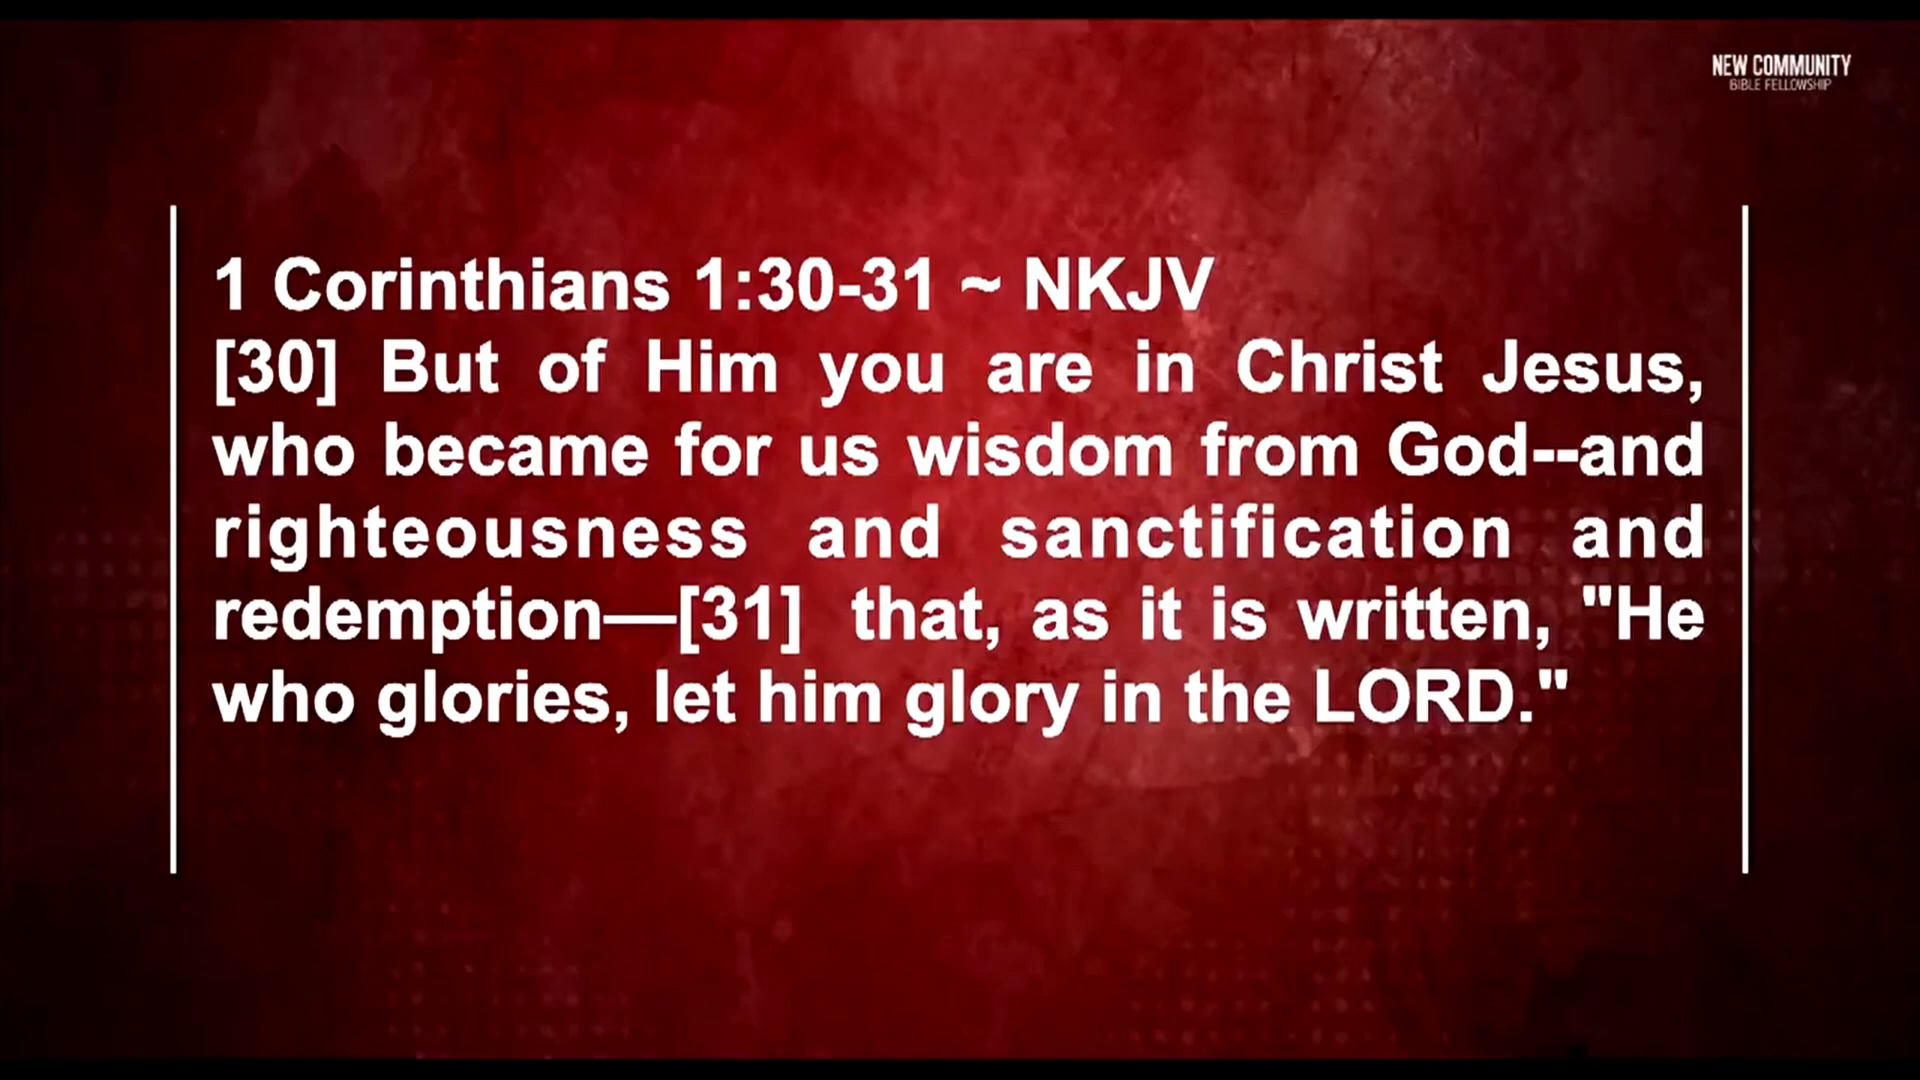 NEW COMMUNITY
BIBLE FELLOWSHIP
1 Corinthians 1:30-31 ~ NKJV
[30] But of Him you are in Christ Jesus,
who became for us wisdom from God--and
righteousness and sanctification and
redemption—[31] that, as it is written, "He
who glories, let him glory in the LORD."